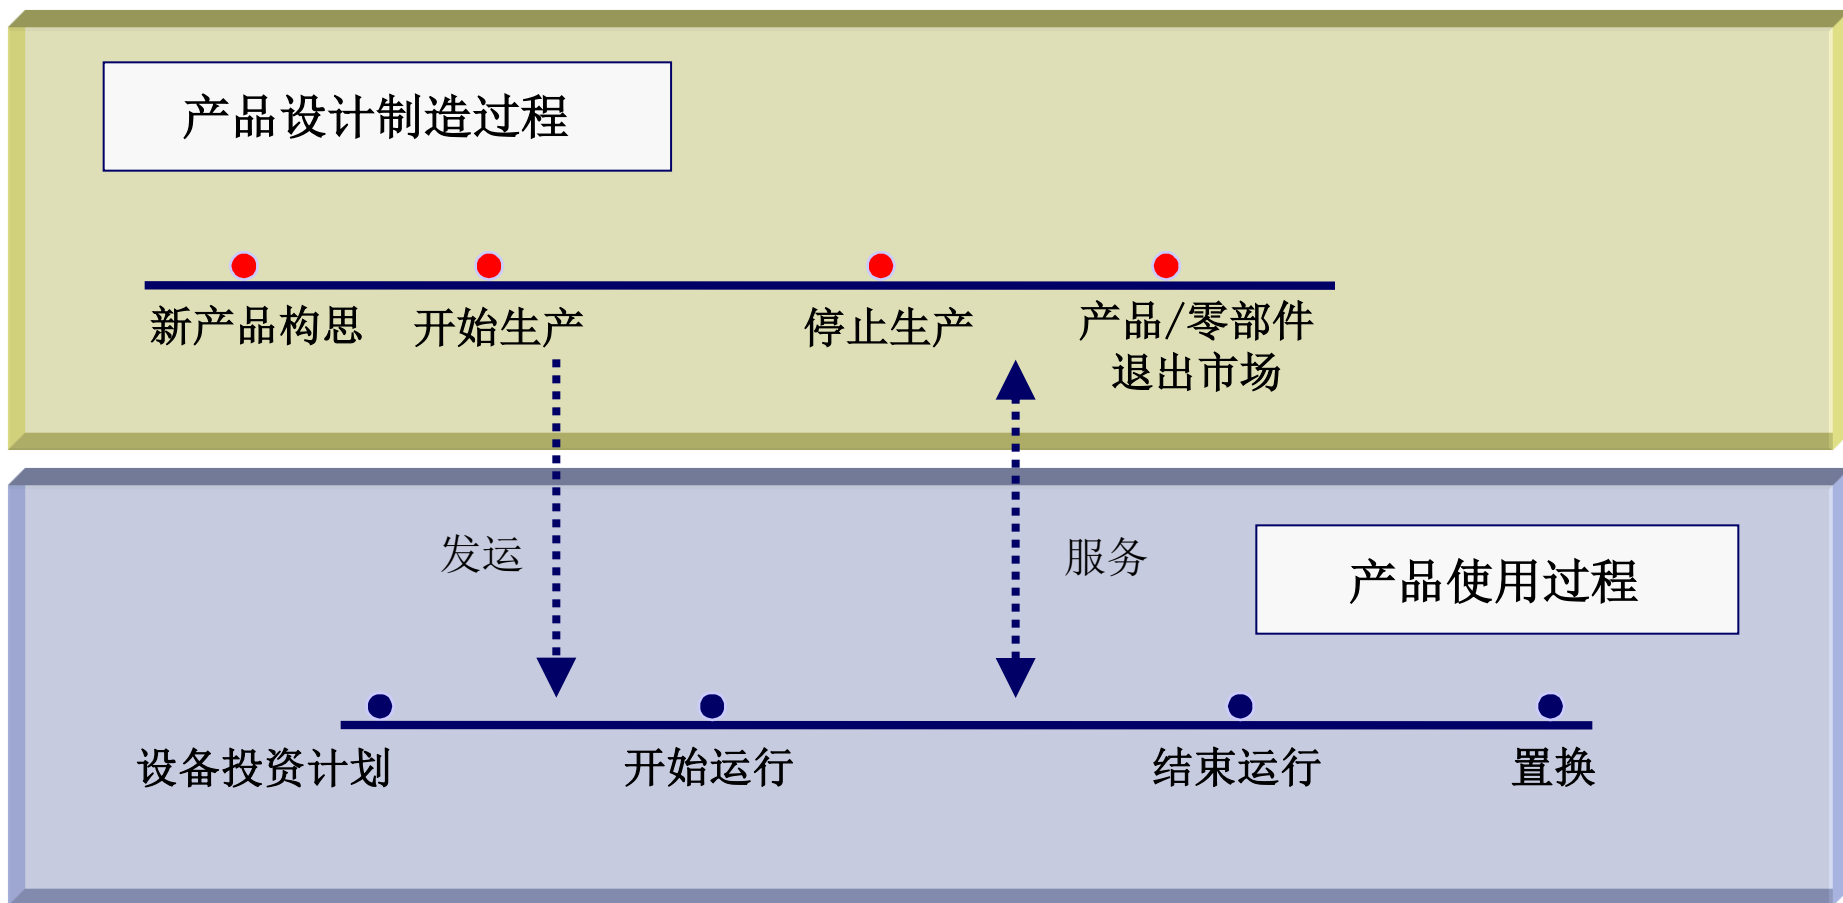 产品设计制造过程
新产品构思
开始生产
停止生产
产品/零部件
退出市场
发运
服务
产品使用过程
设备投资计划
开始运行
结束运行
置换